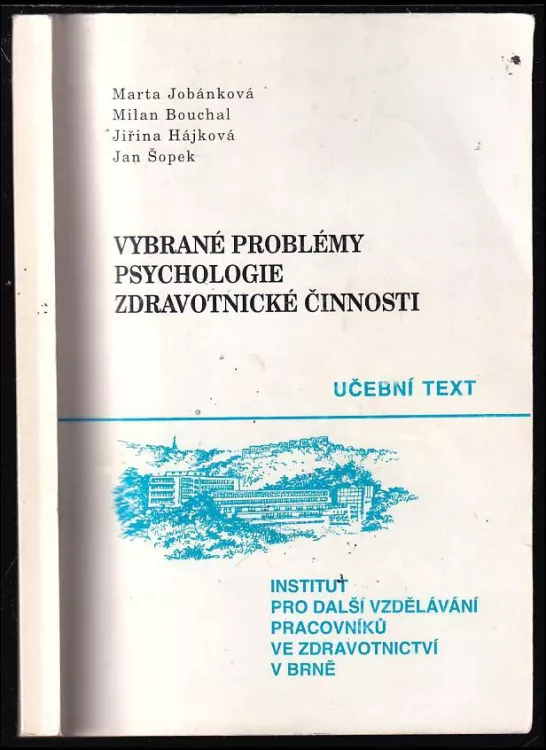 Marta Jobánková
Milan Bouchal
Jiřina Hájková
Jan Šopek
VYBRANÉ PROBLÉMY
PSYCHOLOGIE
ZDRAVOTNICKÉ ČINNOSTI
UČEBNÍ TEXT
INSTITUT
PRO DALŠÍ VZDĚLÁVÁNÍ
PRACOVNÍKŮ
VE ZDRAVOTNICTVÍ
V BRNĚ